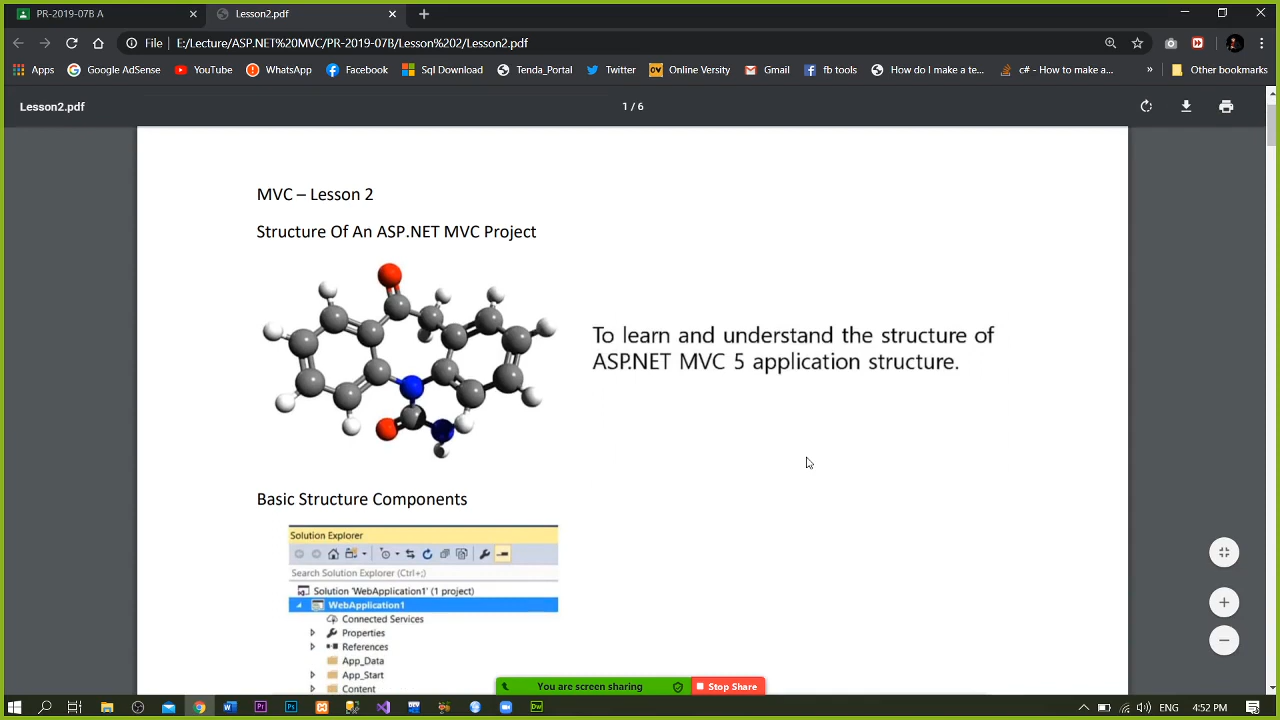 PR-2019-07B A
Lesson2.pdf
File
E:/Lecture/ASP.NET%20MVC/PR-2019-07B/Lesson%202/Lesson2.pdf
Apps
Google AdSense
YouTube
WhatsApp
Facebook
Sql Download
Tenda_Portal
Twitter
Online Versity
Gmail
fb tools
How do I make a te...
c# - How to make a...
»
Other bookmarks
Lesson2.pdf
1 / 6
MVC – Lesson 2
Structure Of An ASP.NET MVC Project
To learn and understand the structure of
ASP.NET MVC 5 application structure.
Basic Structure Components
Solution Explorer
Search Solution Explorer (Ctrl+;)
Solution 'WebApplication1' (1 project)
WebApplication1
Connected Services
Properties
References
App_Data
App_Start
Content
You are screen sharing
Stop Share
ENG
4:52 PM